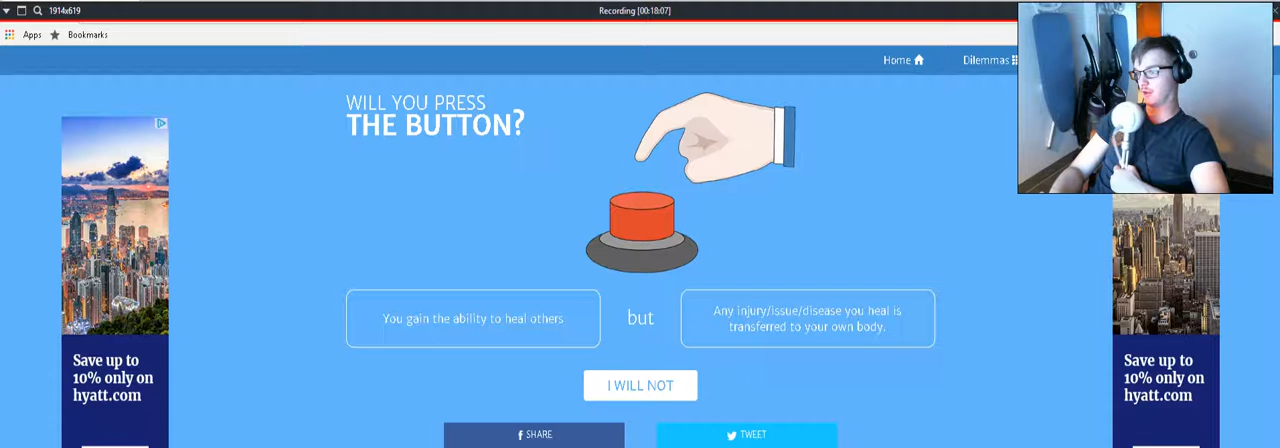 1914x619
Recording [00:18:07]
Apps
Bookmarks
Home
Dilemmas
WILL YOU PRESS
THE BUTTON?
You gain the ability to heal others
but
Any injury/issue/disease you heal is
transferred to your own body.
I WILL NOT
f SHARE
TWEET
Save up to
10% only on
hyatt.com
Save up to
10% only on
hyatt.com